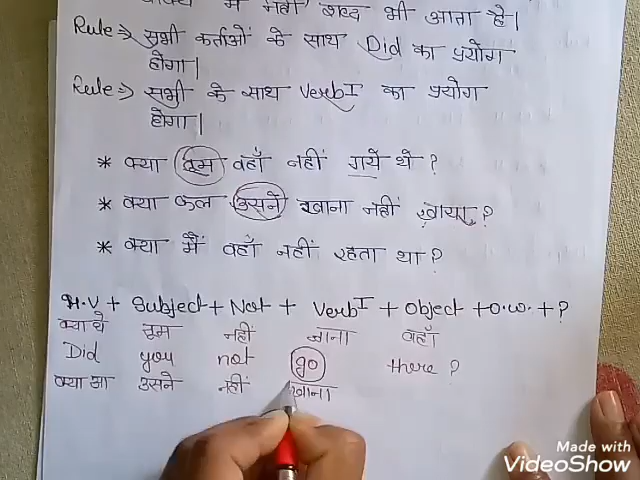 में नहीं शब्द भी आता है।
Rule⇒ सभी कर्ताओं के साथ Did का प्रयोग
होगा।
Rule⇒ सभी के साथ VerbI का प्रयोग
होगा।
* क्या तुम वहाँ नहीं गये थे ?
* क्या कल उसने खाना नहीं खाया ?
* क्या मैं वहाँ नहीं रहता था ?
H.V + Subject + Not + VerbI + Object + O.W. + ?
क्या थे तुम नहीं जाना वहाँ
Did you not go there ?
क्या आ उसने नहीं खाना
Made with
VideoShow